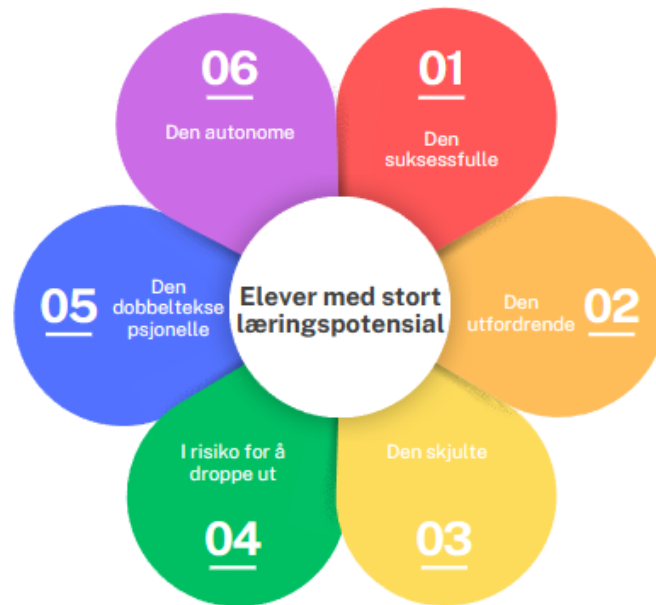 01
Den
suksessfulle
02
Den
utfordrende
03
Den skjulte
04
I risiko for å
droppe ut
05
Den
dobbeltekse
psjonelle
06
Den autonome
Elever med stort
læringspotensial